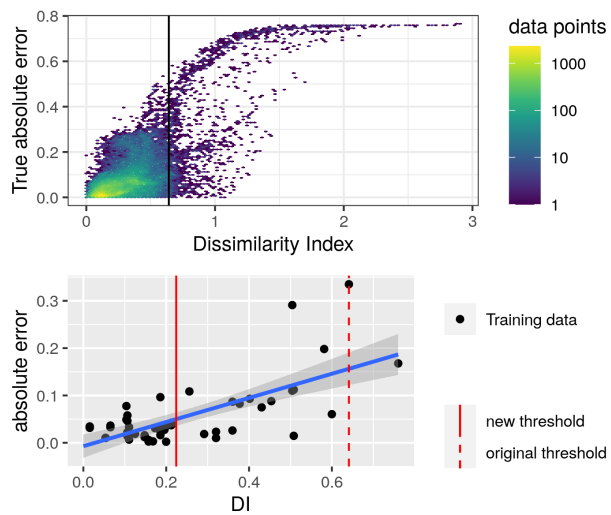 0.8
0.6
0.4
0.2
0.0
True absolute error
0
1
2
3
Dissimilarity Index
data points
1000
100
10
1
0.3
0.2
0.1
0.0
absolute error
0.0
0.2
0.4
0.6
DI
Training data
new threshold
original threshold